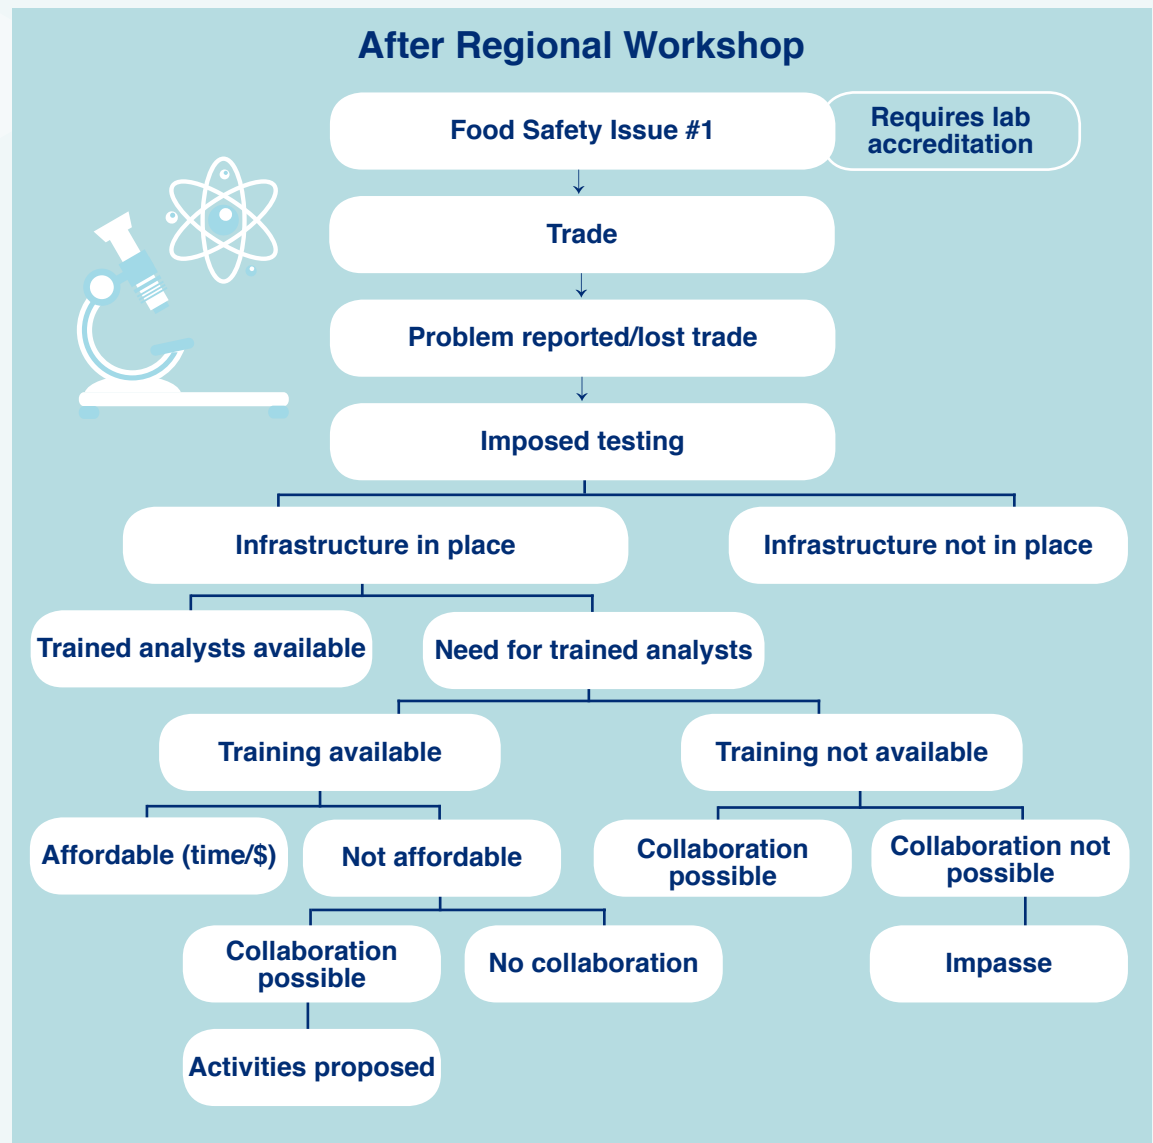 After Regional Workshop
Food Safety Issue #1
Requires lab
accreditation
Trade
Problem reported/lost trade
Imposed testing
Infrastructure in place
Infrastructure not in place
Trained analysts available
Need for trained analysts
Training available
Training not available
Affordable (time/$)
Not affordable
Collaboration
possible
Collaboration not
possible
Collaboration
possible
No collaboration
Impasse
Activities proposed